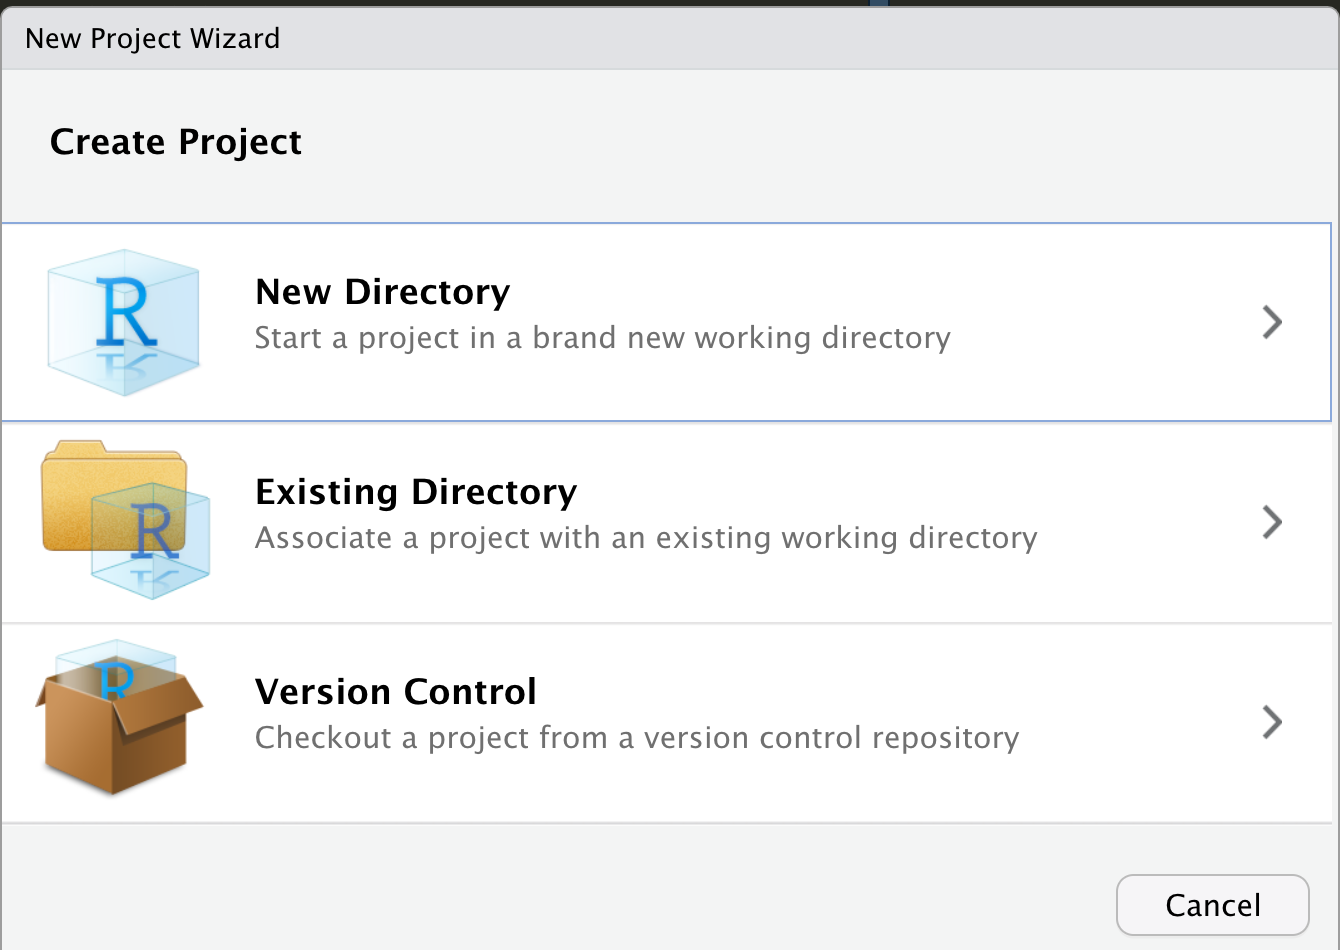 New Project Wizard
Create Project
R
New Directory
Start a project in a brand new working directory
R
Existing Directory
Associate a project with an existing working directory
R
Version Control
Checkout a project from a version control repository
Cancel